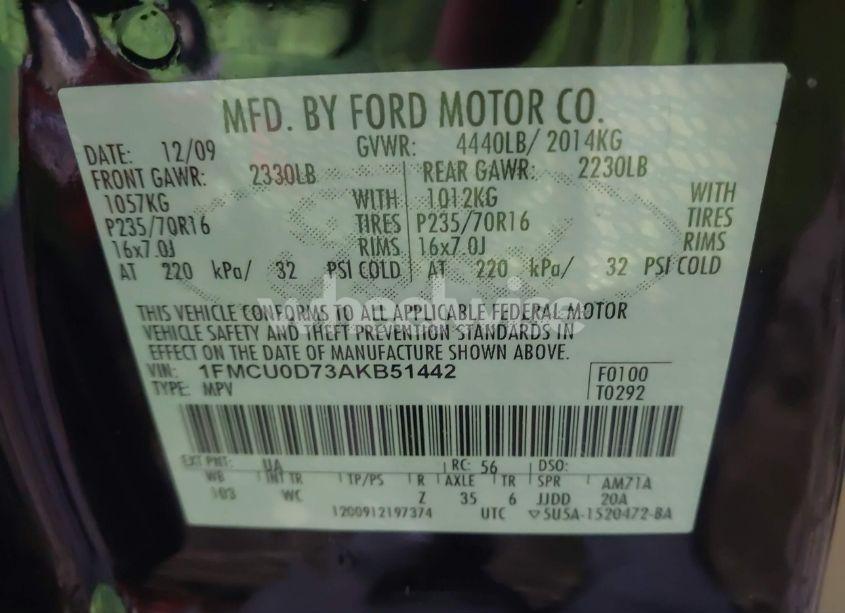 MFD. BY FORD MOTOR CO.
DATE: 12/09 GVWR: 4440LB/ 2014KG
FRONT GAWR: 2330LB REAR GAWR: 2230LB
1057KG WITH 1012KG WITH
P235/70R16 TIRES P235/70R16 TIRES
16x7.0J RIMS 16x7.0J RIMS
AT 220 kPa/ 32 PSI COLD AT 220 kPa/ 32 PSI COLD
THIS VEHICLE CONFORMS TO ALL APPLICABLE FEDERAL MOTOR
VEHICLE SAFETY AND THEFT PREVENTION STANDARDS IN
EFFECT ON THE DATE OF MANUFACTURE SHOWN ABOVE.
VIN: 1FMCU0D73AKB51442 F0100
TYPE: MPV T0292
EXT PNT: UA RC: 56 DSO:
WB INT TR TP/PS R AXLE TR SPR AM71A
103 WC Z 35 6 JJDD 20A
1200912197374 UTC ▽5U5A-1520472-BA